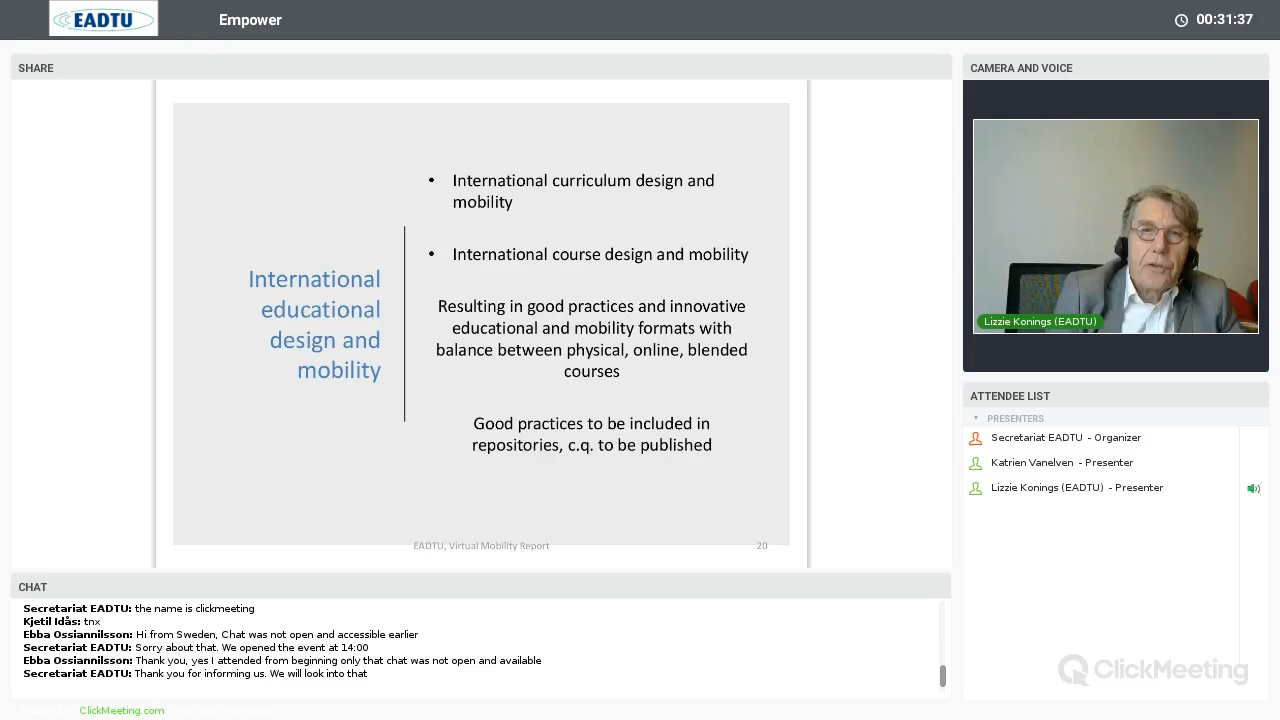 EADTU
Empower
00:31:37
SHARE
International
educational
design and
mobility
• International curriculum design and
mobility
• International course design and mobility
Resulting in good practices and innovative
educational and mobility formats with
balance between physical, online, blended
courses
Good practices to be included in
repositories, c.q. to be published
EADTU, Virtual Mobility Report
20
CAMERA AND VOICE
Lizzie Konings (EADTU)
ATTENDEE LIST
PRESENTERS
Secretariat EADTU - Organizer
Katrien Vanelven - Presenter
Lizzie Konings (EADTU) - Presenter
CHAT
Secretariat EADTU: the name is clickmeeting
Kjetil Idås: tnx
Ebba Ossiannilsson: Hi from Sweden, Chat was not open and accessible earlier
Secretariat EADTU: Sorry about that. We opened the event at 14:00
Ebba Ossiannilsson: Thank you, yes I attended from beginning only that chat was not open and available
Secretariat EADTU: Thank you for informing us. We will look into that
ClickMeeting
ClickMeeting.com